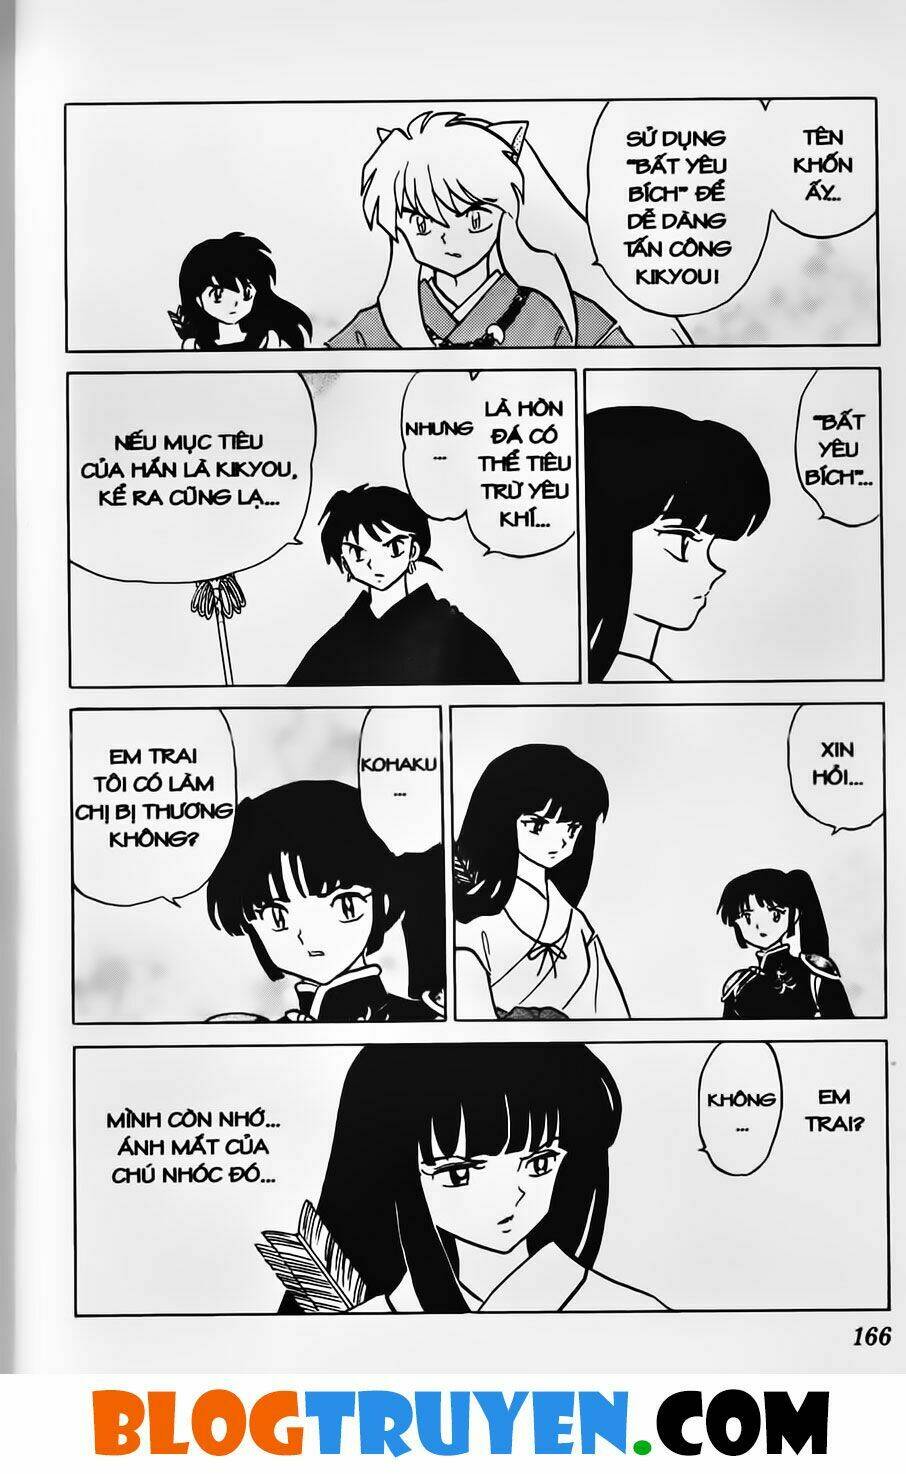 TÊN
KHỐN
ẤY...
SỬ DỤNG
"BẤT YÊU
BÍCH" ĐỂ
DỄ DÀNG
TẤN CÔNG
KIKYOU!
"BẤT
YÊU
BÍCH"...
LÀ HÒN
ĐÁ CÓ
THỂ TIÊU
TRỪ YÊU
KHÍ...
NHƯNG
...
NẾU MỤC TIÊU
CỦA HẮN LÀ KIKYOU,
KỂ RA CŨNG LẠ...
XIN
HỎI...
KOHAKU
...
EM TRAI
TÔI CÓ LÀM
CHỊ BỊ THƯƠNG
KHÔNG?
EM
TRAI?
KHÔNG
...
MÌNH CÒN NHỚ...
ÁNH MẮT CỦA
CHÚ NHÓC ĐÓ...
166
BLOGTRUYEN.COM